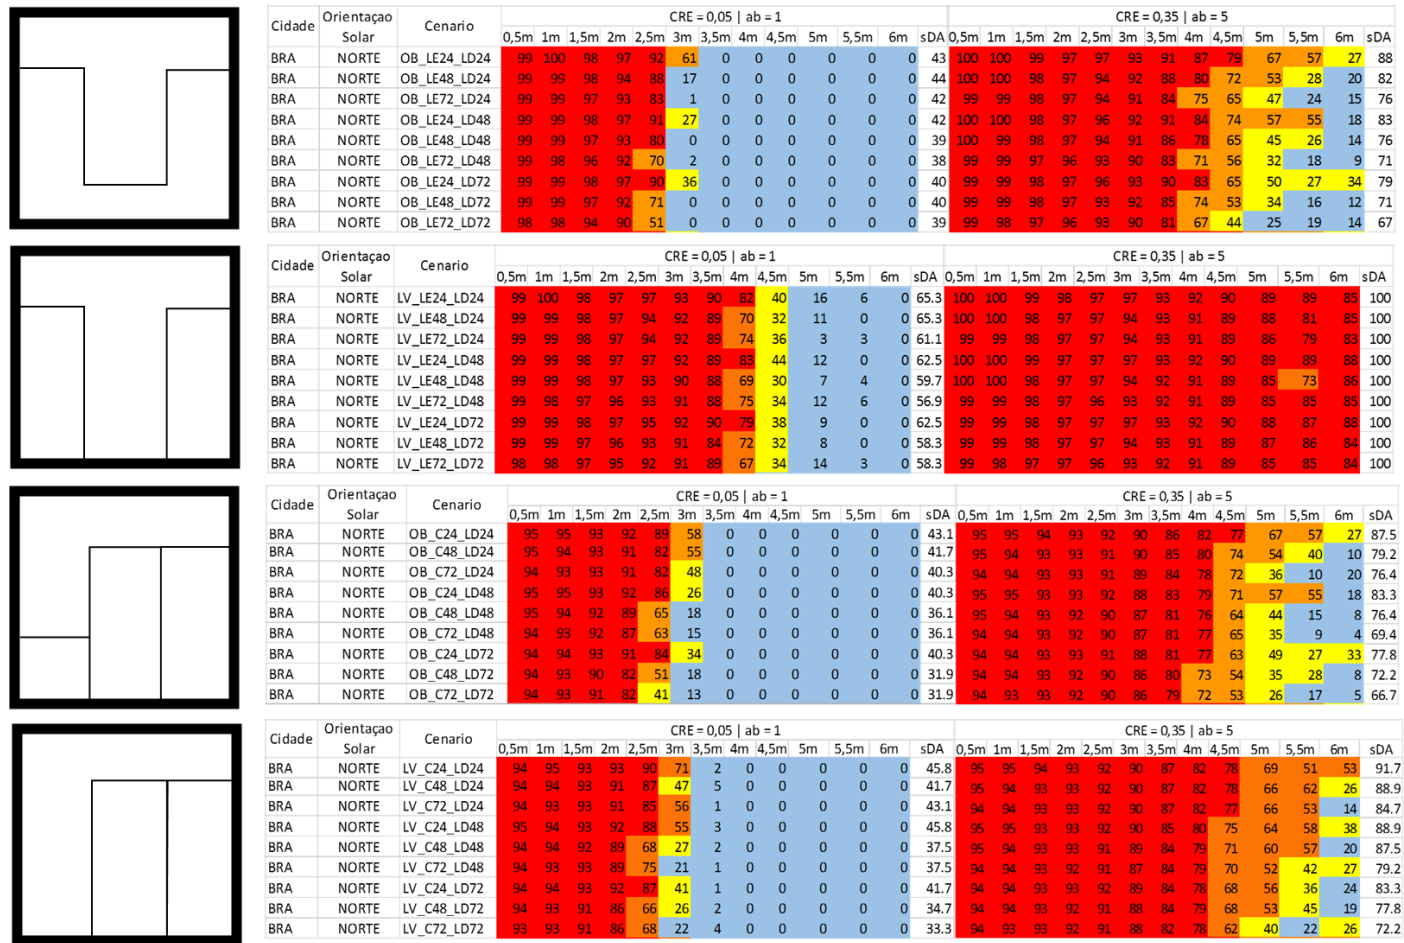 CRE = 0,05 | ab = 1 CRE = 0,35 | ab = 5
Cidade Orientaçao Solar Cenario 0,5m 1m 1,5m 2m 2,5m 3m 3,5m 4m 4,5m 5m 5,5m 6m sDA 0,5m 1m 1,5m 2m 2,5m 3m 3,5m 4m 4,5m 5m 5,5m 6m sDA
BRA NORTE OB_LE24_LD24 99 100 98 97 92 61 0 0 0 0 0 0 43 100 100 99 97 97 93 91 87 79 67 57 27 88
BRA NORTE OB_LE48_LD24 99 99 98 94 88 17 0 0 0 0 0 0 44 100 100 98 97 94 92 88 80 72 53 28 20 82
BRA NORTE OB_LE72_LD24 99 99 97 93 83 1 0 0 0 0 0 0 42 99 99 98 97 94 91 84 75 65 47 24 15 76
BRA NORTE OB_LE24_LD48 99 99 98 97 91 27 0 0 0 0 0 0 42 100 100 98 97 96 92 91 84 74 57 55 18 83
BRA NORTE OB_LE48_LD48 99 99 97 93 80 0 0 0 0 0 0 0 39 100 99 98 97 94 91 86 78 65 45 26 14 76
BRA NORTE OB_LE72_LD48 99 98 96 92 70 2 0 0 0 0 0 0 38 99 99 97 96 93 90 83 71 56 32 18 9 71
BRA NORTE OB_LE24_LD72 99 99 98 97 90 36 0 0 0 0 0 0 40 99 99 98 97 96 93 90 83 65 50 27 34 79
BRA NORTE OB_LE48_LD72 99 99 97 92 71 0 0 0 0 0 0 0 40 99 99 98 97 93 92 85 74 53 34 16 12 71
BRA NORTE OB_LE72_LD72 98 98 94 90 51 0 0 0 0 0 0 0 39 99 98 97 96 93 90 81 67 44 25 19 14 67
CRE = 0,05 | ab = 1 CRE = 0,35 | ab = 5
Cidade Orientaçao Solar Cenario 0,5m 1m 1,5m 2m 2,5m 3m 3,5m 4m 4,5m 5m 5,5m 6m sDA 0,5m 1m 1,5m 2m 2,5m 3m 3,5m 4m 4,5m 5m 5,5m 6m sDA
BRA NORTE LV_LE24_LD24 99 100 98 97 97 93 90 82 40 16 6 0 65.3 100 100 99 98 97 97 93 92 90 89 89 85 100
BRA NORTE LV_LE48_LD24 99 99 98 97 94 92 89 70 32 11 0 0 65.3 100 100 98 97 97 94 93 91 89 88 81 85 100
BRA NORTE LV_LE72_LD24 99 99 98 97 94 92 89 74 36 3 3 0 61.1 99 99 98 97 97 94 93 91 89 86 79 83 100
BRA NORTE LV_LE24_LD48 99 99 98 97 97 92 89 83 44 12 0 0 62.5 100 100 98 97 97 97 93 92 90 89 89 88 100
BRA NORTE LV_LE48_LD48 99 99 98 97 93 90 88 69 30 7 4 0 59.7 100 100 98 97 97 94 92 91 89 85 73 86 100
BRA NORTE LV_LE72_LD48 99 98 97 96 93 91 88 75 34 12 6 0 56.9 99 99 98 97 96 93 92 91 89 85 85 85 100
BRA NORTE LV_LE24_LD72 99 99 98 97 95 92 90 79 38 9 0 0 62.5 99 99 98 97 97 97 93 92 90 88 87 88 100
BRA NORTE LV_LE48_LD72 99 99 97 96 93 91 84 72 32 8 0 0 58.3 99 99 98 97 97 94 93 91 89 87 86 84 100
BRA NORTE LV_LE72_LD72 98 98 97 95 92 91 89 67 34 14 3 0 58.3 99 98 97 97 96 93 92 91 89 85 85 84 100
CRE = 0,05 | ab = 1 CRE = 0,35 | ab = 5
Cidade Orientaçao Solar Cenario 0,5m 1m 1,5m 2m 2,5m 3m 3,5m 4m 4,5m 5m 5,5m 6m sDA 0,5m 1m 1,5m 2m 2,5m 3m 3,5m 4m 4,5m 5m 5,5m 6m sDA
BRA NORTE OB_C24_LD24 95 95 93 92 89 58 0 0 0 0 0 0 43.1 95 95 94 93 92 90 86 82 77 67 57 27 87.5
BRA NORTE OB_C48_LD24 95 94 93 91 82 55 0 0 0 0 0 0 41.7 95 94 93 93 91 90 85 80 74 54 40 10 79.2
BRA NORTE OB_C72_LD24 94 93 93 91 82 48 0 0 0 0 0 0 40.3 94 94 93 93 91 89 84 78 72 36 10 20 76.4
BRA NORTE OB_C24_LD48 95 95 93 92 86 26 0 0 0 0 0 0 40.3 95 95 93 93 92 88 83 79 71 57 55 18 83.3
BRA NORTE OB_C48_LD48 95 94 92 89 65 18 0 0 0 0 0 0 36.1 95 94 93 92 90 87 81 76 64 44 15 8 76.4
BRA NORTE OB_C72_LD48 94 93 92 87 63 15 0 0 0 0 0 0 36.1 94 94 93 92 90 87 81 77 65 35 9 4 69.4
BRA NORTE OB_C24_LD72 94 94 93 91 84 34 0 0 0 0 0 0 40.3 94 94 93 93 91 88 81 77 63 49 27 33 77.8
BRA NORTE OB_C48_LD72 94 93 90 82 51 18 0 0 0 0 0 0 31.9 94 94 93 92 90 86 80 73 54 35 28 8 72.2
BRA NORTE OB_C72_LD72 94 93 91 82 41 13 0 0 0 0 0 0 31.9 94 93 93 92 90 86 79 72 53 26 17 5 66.7
CRE = 0,05 | ab = 1 CRE = 0,35 | ab = 5
Cidade Orientaçao Solar Cenario 0,5m 1m 1,5m 2m 2,5m 3m 3,5m 4m 4,5m 5m 5,5m 6m sDA 0,5m 1m 1,5m 2m 2,5m 3m 3,5m 4m 4,5m 5m 5,5m 6m sDA
BRA NORTE LV_C24_LD24 94 95 93 93 90 71 2 0 0 0 0 0 45.8 95 95 94 93 92 90 87 82 78 69 51 53 91.7
BRA NORTE LV_C48_LD24 94 94 93 91 87 47 5 0 0 0 0 0 41.7 95 94 93 93 92 90 87 82 78 66 62 26 88.9
BRA NORTE LV_C72_LD24 94 93 93 91 85 56 1 0 0 0 0 0 43.1 94 94 93 93 92 90 87 82 77 66 53 14 84.7
BRA NORTE LV_C24_LD48 95 94 93 92 88 55 3 0 0 0 0 0 45.8 95 95 93 93 92 90 85 80 75 64 58 38 88.9
BRA NORTE LV_C48_LD48 94 94 92 89 68 27 2 0 0 0 0 0 37.5 95 94 93 92 91 89 84 79 71 60 57 20 87.5
BRA NORTE LV_C72_LD48 94 93 93 89 75 21 1 0 0 0 0 0 37.5 94 94 93 92 91 89 84 79 70 52 42 27 79.2
BRA NORTE LV_C24_LD72 94 94 93 92 87 41 1 0 0 0 0 0 41.7 94 94 93 93 92 89 84 78 68 56 36 24 83.3
BRA NORTE LV_C48_LD72 94 93 91 86 66 26 2 0 0 0 0 0 34.7 94 94 93 92 91 88 84 79 68 53 45 19 77.8
BRA NORTE LV_C72_LD72 93 93 91 86 68 22 4 0 0 0 0 0 33.3 94 93 93 92 91 88 82 78 62 40 22 26 72.2